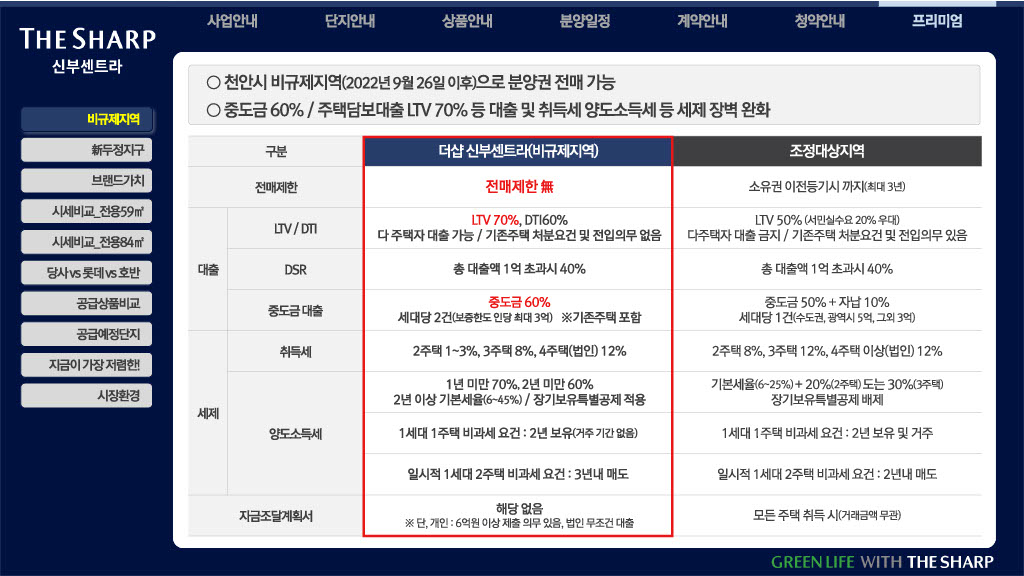 사업안내 단지안내 상품안내 분양일정 계약안내 청약안내 프리미엄
THE SHARP
신부센트라
비규제지역
新두정지구
브랜드가치
시세비교_전용59㎡
시세비교_전용84㎡
당사 vs 롯데 vs 호반
공급상품비교
공급예정단지
지금이 가장 저렴한!
시장환경
○ 천안시 비규제지역(2022년 9월 26일 이후)으로 분양권 전매 가능
○ 중도금 60% / 주택담보대출 LTV 70% 등 대출 및 취득세 양도소득세 등 세제 장벽 완화
구분 더샵 신부센트라(비규제지역) 조정대상지역
전매제한 전매제한 無 소유권 이전등기시 까지(최대 3년)
대출
LTV / DTI
LTV 70%, DTI60%
다 주택자 대출 가능 / 기존주택 처분요건 및 전입의무 없음
LTV 50% (서민실수요 20% 우대)
다주택자 대출 금지 / 기존주택 처분요건 및 전입의무 있음
DSR 총 대출액 1억 초과시 40% 총 대출액 1억 초과시 40%
중도금 대출
중도금 60%
세대당 2건(보증한도 인당 최대 3억) ※기존주택 포함
중도금 50% + 자납 10%
세대당 1건(수도권, 광역시 5억, 그외 3억)
세제
취득세 2주택 1~3%, 3주택 8%, 4주택(법인) 12% 2주택 8%, 3주택 12%, 4주택 이상(법인) 12%
양도소득세
1년 미만 70%, 2년 미만 60%
2년 이상 기본세율(6~45%) / 장기보유특별공제 적용
기본세율(6~25%) + 20%(2주택) 도는 30%(3주택)
장기보유특별공제 배제
1세대 1주택 비과세 요건 : 2년 보유(거주 기간 없음) 1세대 1주택 비과세 요건 : 2년 보유 및 거주
일시적 1세대 2주택 비과세 요건 : 3년내 매도 일시적 1세대 2주택 비과세 요건 : 2년내 매도
자금조달계획서
해당 없음
※ 단, 개인 : 6억원 이상 제출 의무 있음, 법인 무조건 대출
모든 주택 취득 시(거래금액 무관)
GREEN LIFE WITH THE SHARP